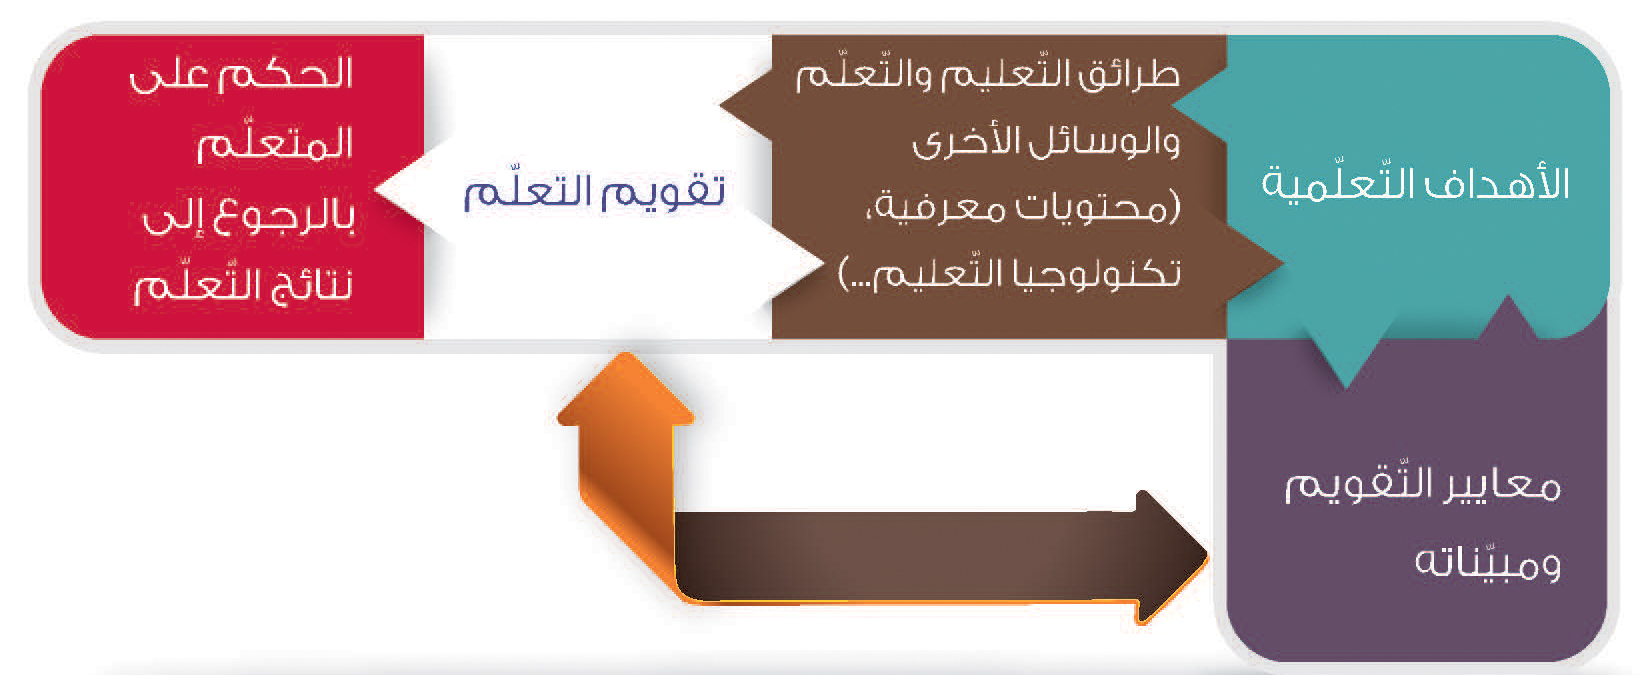 الأهداف التّعلّمية
طرائق التّعليم والتّعلّم
والوسائل الأخرى
(محتويات معرفية،
تكنولوجيا التّعليم...)
تقويم التعلّم
الحكم على
المتعلّم
بالرجوع إلى
نتائج التّعلّم
معايير التّقويم
ومبيّناته